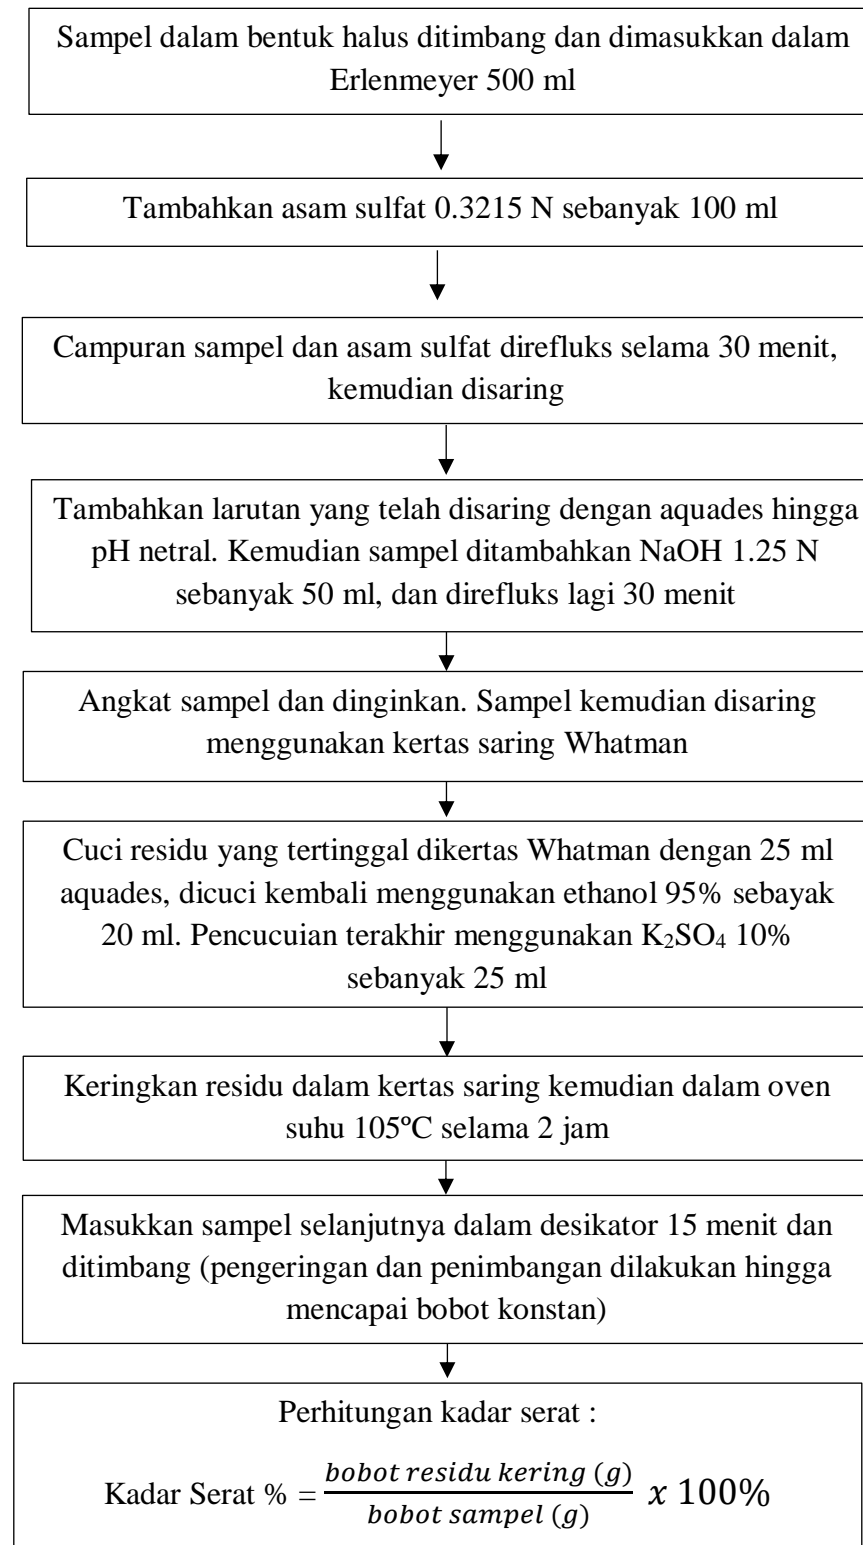 Sampel dalam bentuk halus ditimbang dan dimasukkan dalam
Erlenmeyer 500 ml
Tambahkan asam sulfat 0.3215 N sebanyak 100 ml
Campuran sampel dan asam sulfat direfluks selama 30 menit,
kemudian disaring
Tambahkan larutan yang telah disaring dengan aquades hingga
pH netral. Kemudian sampel ditambahkan NaOH 1.25 N
sebanyak 50 ml, dan direfluks lagi 30 menit
Angkat sampel dan dinginkan. Sampel kemudian disaring
menggunakan kertas saring Whatman
Cuci residu yang tertinggal dikertas Whatman dengan 25 ml
aquades, dicuci kembali menggunakan ethanol 95% sebayak
20 ml. Pencucuian terakhir menggunakan K₂SO₄ 10%
sebanyak 25 ml
Keringkan residu dalam kertas saring kemudian dalam oven
suhu 105ºC selama 2 jam
Masukkan sampel selanjutnya dalam desikator 15 menit dan
ditimbang (pengeringan dan penimbangan dilakukan hingga
mencapai bobot konstan)
Perhitungan kadar serat :
Kadar Serat % = bobot residu kering (g) / bobot sampel (g) x 100%